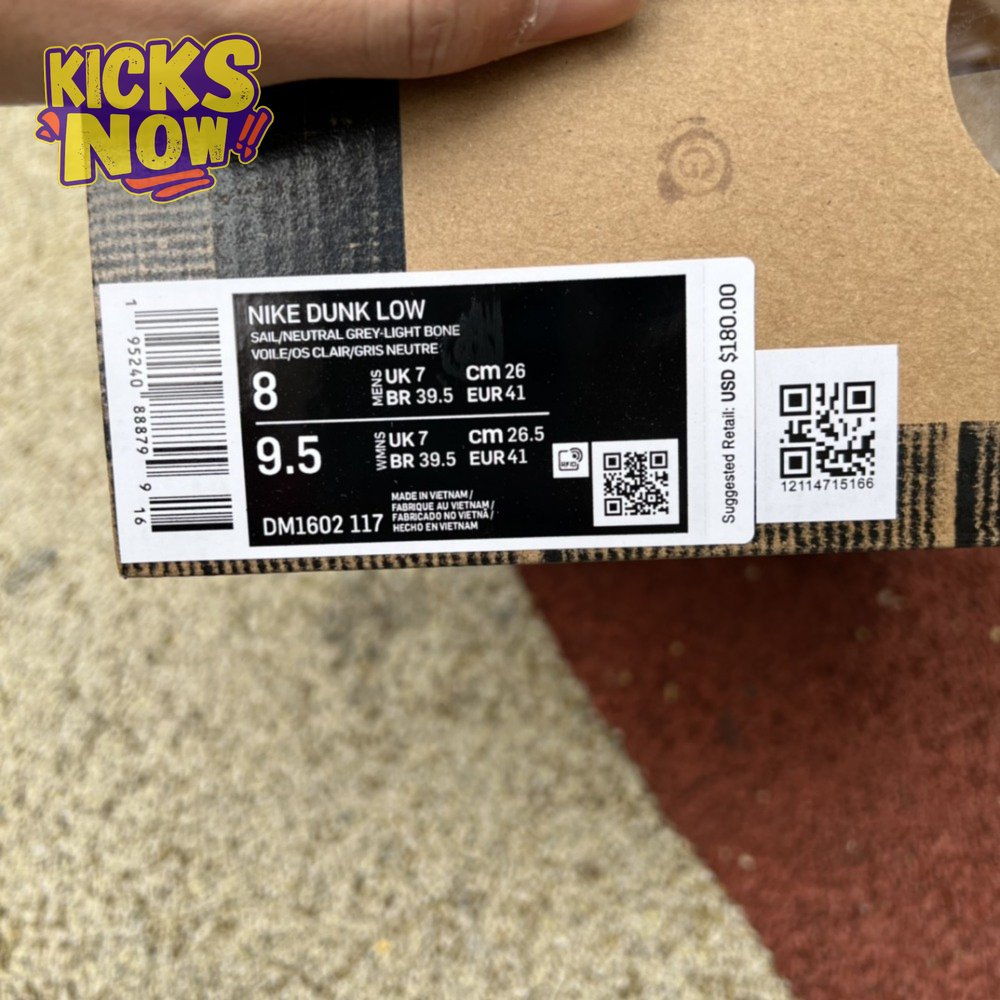 KICKS
NOW!!
G
NIKE DUNK LOW
SAIL/NEUTRAL GREY-LIGHT BONE
VOILE/OS CLAIR/GRIS NEUTRE
8
MENS
UK 7 cm 26
BR 39.5 EUR 41
9.5
WMNS
UK 7 cm 26.5
BR 39.5 EUR 41
RFID
DM1602 117
MADE IN VIETNAM /
FABRIQUE AU VIETNAM /
FABRICADO NO VIETNÃ /
HECHO EN VIETNAM
1 95240 88879 9 16
Suggested Retail: USD $180.00
12114715166